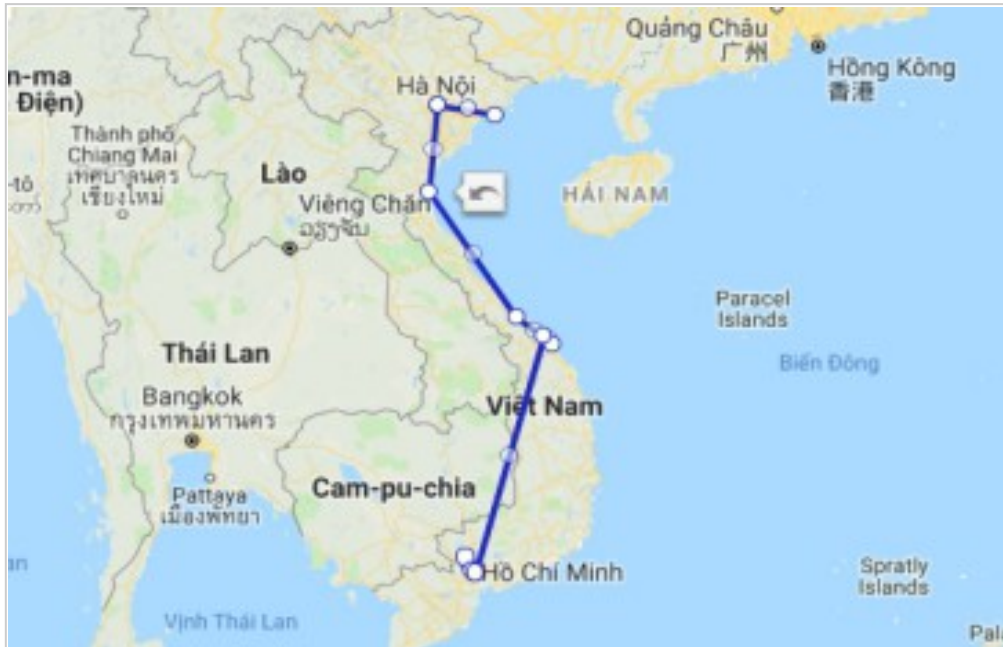 Quảng Châu
广州
Hồng Kông
香港
n-ma
Điện)
Hà Nội
Thành phố
Chiang Mai
เทศบาลนคร
เชียงใหม่
-tô
Lào
Viêng Chăn
ວຽງຈັນ
HẢI NAM
Paracel
Islands
Thái Lan
Biển Đông
Bangkok
กรุงเทพมหานคร
Việt Nam
Pattaya
เมืองพัทยา
Cam-pu-chia
Hồ Chí Minh
Spratly
Islands
Vịnh Thái Lan
an
Pala